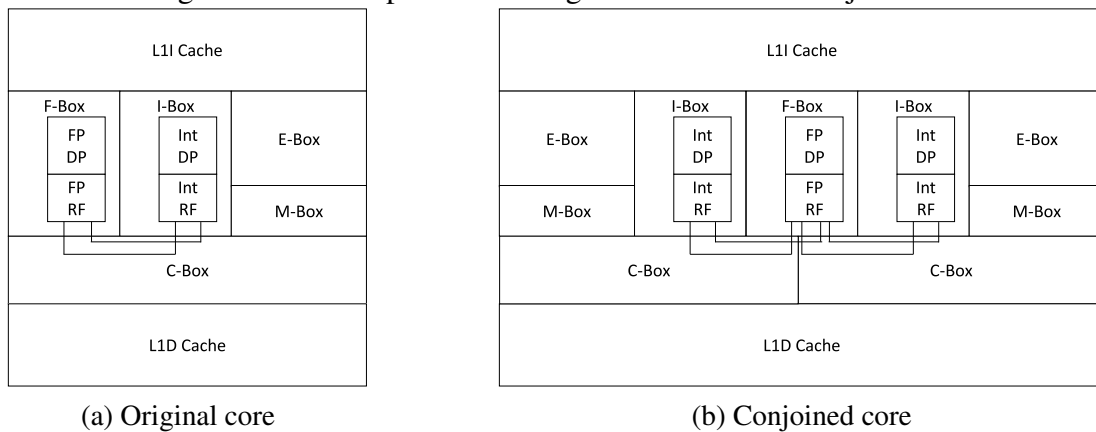 L1I Cache
F-Box
FP
DP
FP
RF
I-Box
Int
DP
Int
RF
E-Box
M-Box
C-Box
L1D Cache
(a) Original core
L1I Cache
E-Box
M-Box
I-Box
Int
DP
Int
RF
F-Box
FP
DP
FP
RF
I-Box
Int
DP
Int
RF
E-Box
M-Box
C-Box
C-Box
L1D Cache
(b) Conjoined core